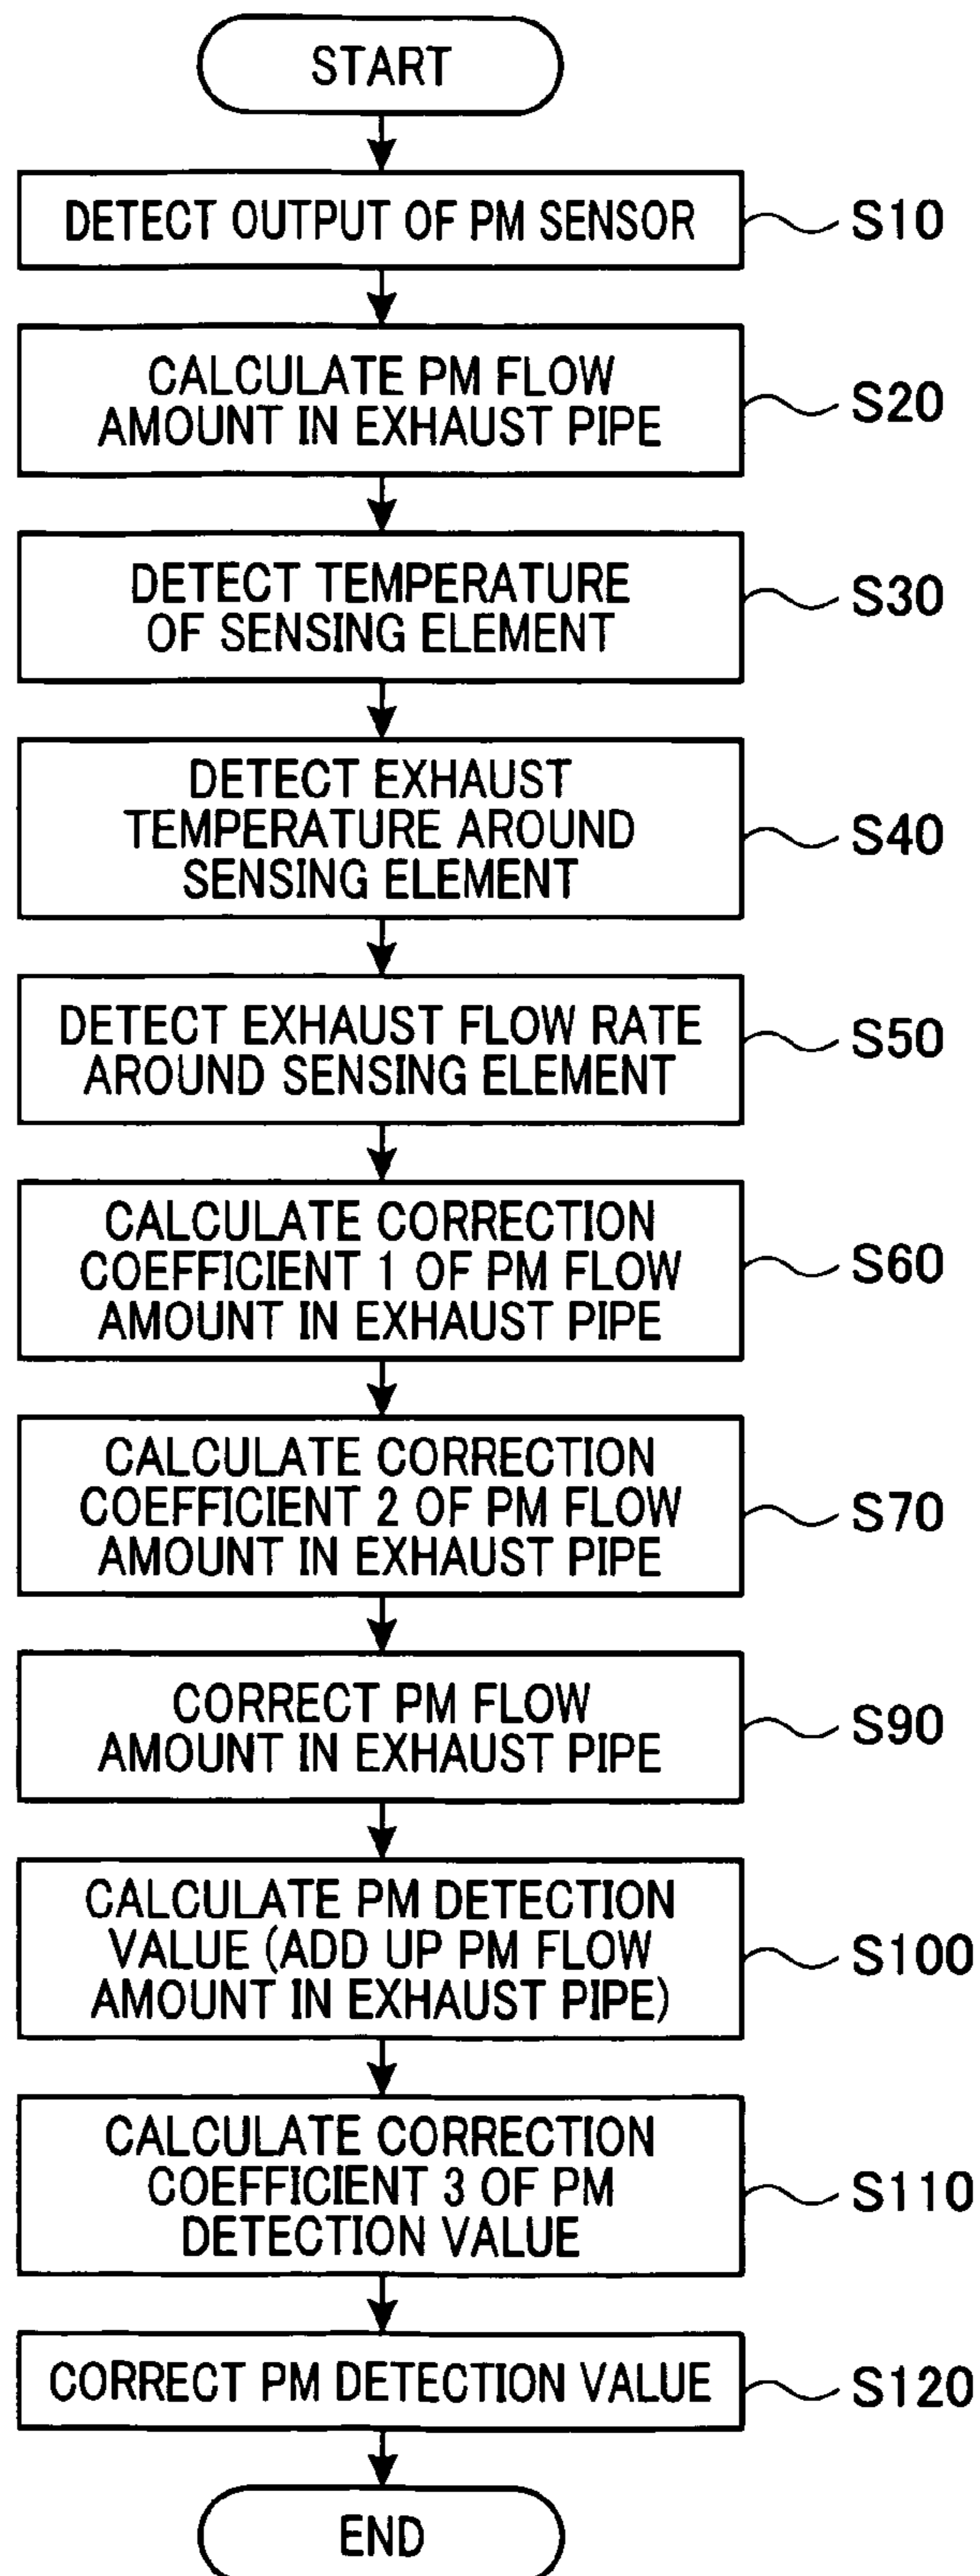 START
DETECT OUTPUT OF PM SENSOR
S10
CALCULATE PM FLOW
AMOUNT IN EXHAUST PIPE
S20
DETECT TEMPERATURE
OF SENSING ELEMENT
S30
DETECT EXHAUST
TEMPERATURE AROUND
SENSING ELEMENT
S40
DETECT EXHAUST FLOW RATE
AROUND SENSING ELEMENT
S50
CALCULATE CORRECTION
COEFFICIENT 1 OF PM FLOW
AMOUNT IN EXHAUST PIPE
S60
CALCULATE CORRECTION
COEFFICIENT 2 OF PM FLOW
AMOUNT IN EXHAUST PIPE
S70
CORRECT PM FLOW
AMOUNT IN EXHAUST PIPE
S90
CALCULATE PM DETECTION
VALUE (ADD UP PM FLOW
AMOUNT IN EXHAUST PIPE)
S100
CALCULATE CORRECTION
COEFFICIENT 3 OF PM
DETECTION VALUE
S110
CORRECT PM DETECTION VALUE
S120
END